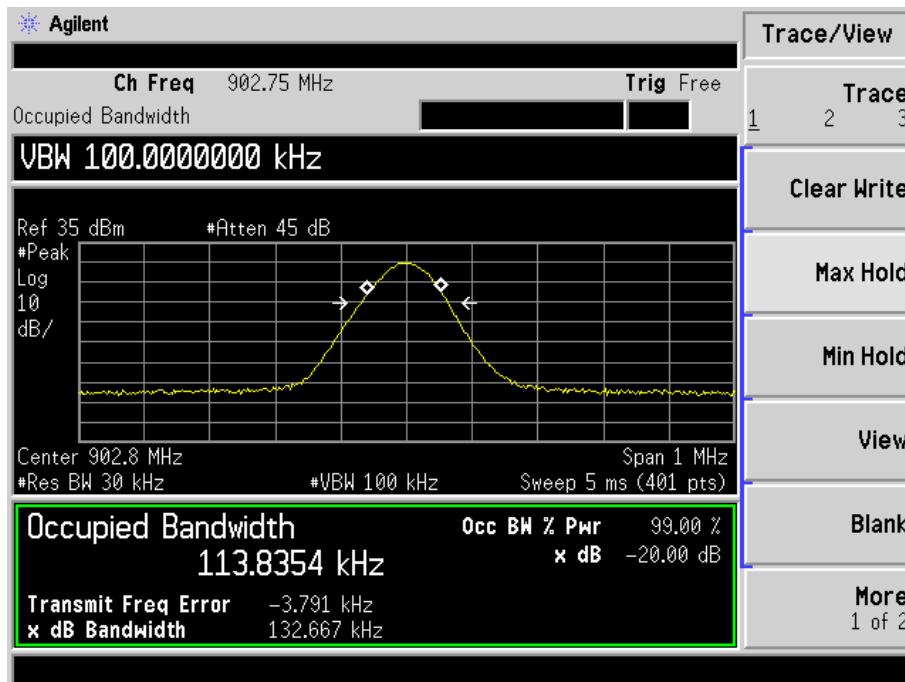 Agilent
Trace/View
Ch Freq 902.75 MHz Trig Free
Occupied Bandwidth
Trace
1 2 3
VBW 100.0000000 kHz
Clear Write
Ref 35 dBm #Atten 45 dB
#Peak
Log
10
dB/
Max Hold
Min Hold
View
Center 902.8 MHz Span 1 MHz
#Res BW 30 kHz #VBW 100 kHz Sweep 5 ms (401 pts)
Occupied Bandwidth Occ BW % Pwr 99.00 %
113.8354 kHz x dB -20.00 dB
Blank
Transmit Freq Error -3.791 kHz
x dB Bandwidth 132.667 kHz
More
1 of 2